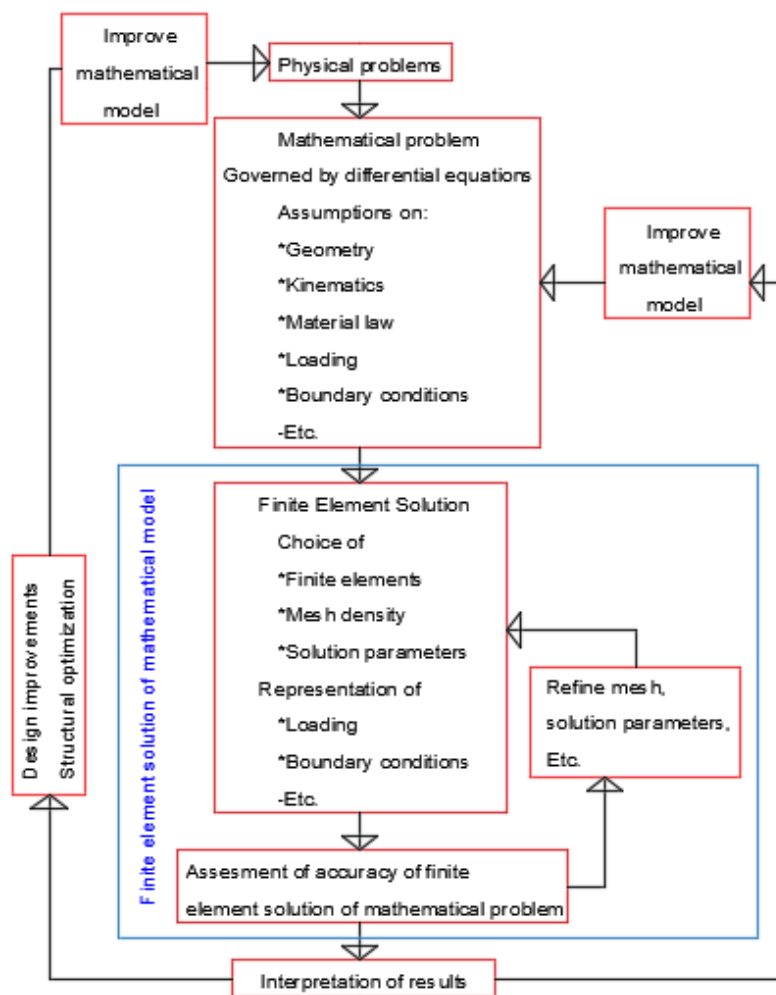 Improve
mathematical
model
Physical problems
Mathematical problem
Governed by differential equations
Assumptions on:
*Geometry
*Kinematics
*Material law
*Loading
*Boundary conditions
-Etc.
Improve
mathematical
model
Finite element solution of mathematical model
Finite Element Solution
Choice of
*Finite elements
*Mesh density
*Solution parameters
Representation of
*Loading
*Boundary conditions
-Etc.
Refine mesh,
solution parameters,
Etc.
Design improvements
Structural optimization
Assesment of accuracy of finite
element solution of mathematical problem
Interpretation of results